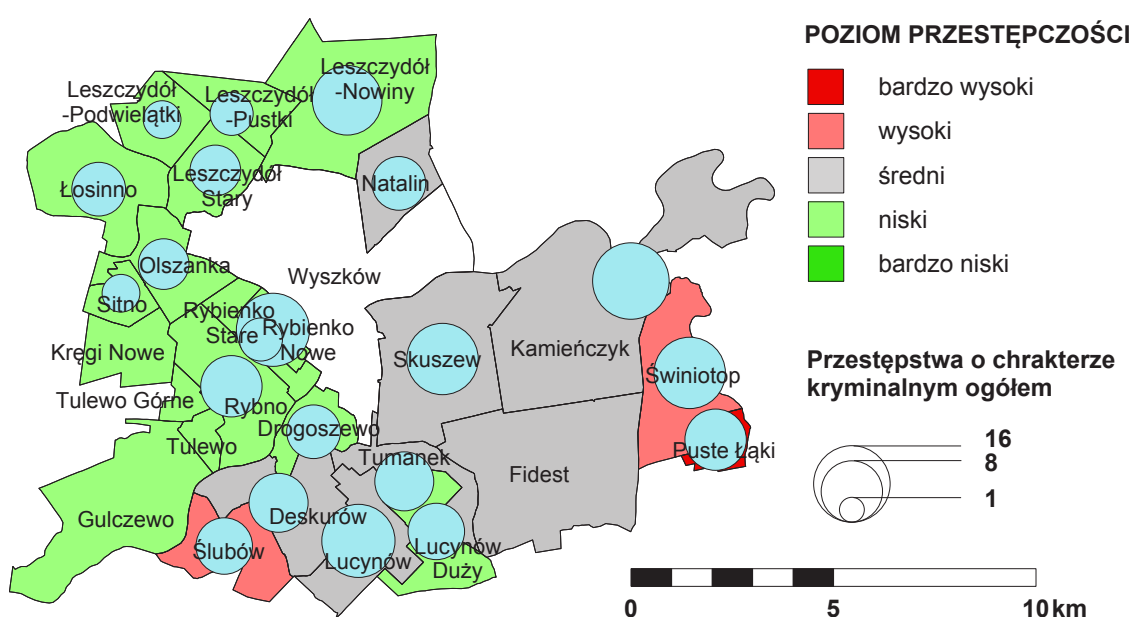 Leszczydół
-Podwielątki
Leszczydół
-Pustki
Leszczydół
-Nowiny
Łosinno
Leszczydół
Stary
Natalin
Olszanka
Wyszków
Sitno
Rybienko
Stare
Rybienko
Nowe
Kręgi Nowe
Skuszew
Kamieńczyk
Świniotop
Tulewo Górne
Rybno
Drogoszewo
Tulewo
Tumanek
Puste Łąki
Fidest
Gulczewo
Deskurów
Ślubów
Lucynów
Lucynów
Duży
POZIOM PRZESTĘPCZOŚCI
bardzo wysoki
wysoki
średni
niski
bardzo niski
Przestępstwa o chrakterze
kryminalnym ogółem
16
8
1
0 5 10 km